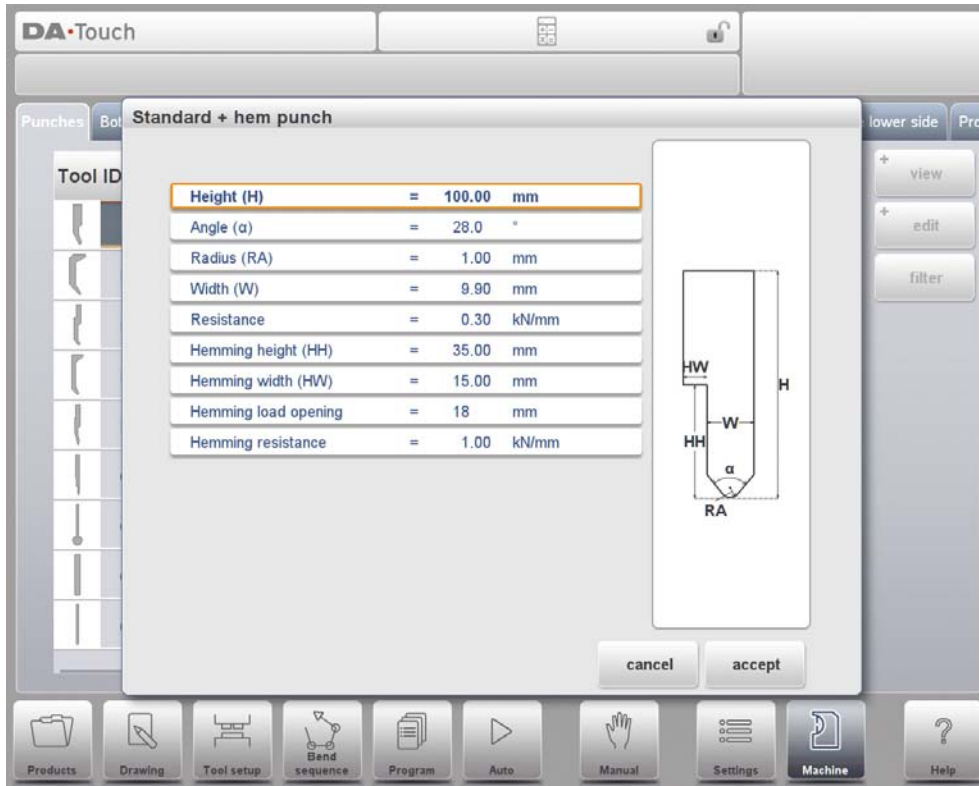 DA•Touch
Punches Bot lower side Pro
Standard + hem punch
Tool ID
view
edit
filter
Height (H) = 100.00 mm
Angle (α) = 28.0 °
Radius (RA) = 1.00 mm
Width (W) = 9.90 mm
Resistance = 0.30 kN/mm
Hemming height (HH) = 35.00 mm
Hemming width (HW) = 15.00 mm
Hemming load opening = 18 mm
Hemming resistance = 1.00 kN/mm
HW
H
W
HH
α
RA
cancel accept
Products Drawing Tool setup Bend sequence Program Auto Manual Settings Machine Help